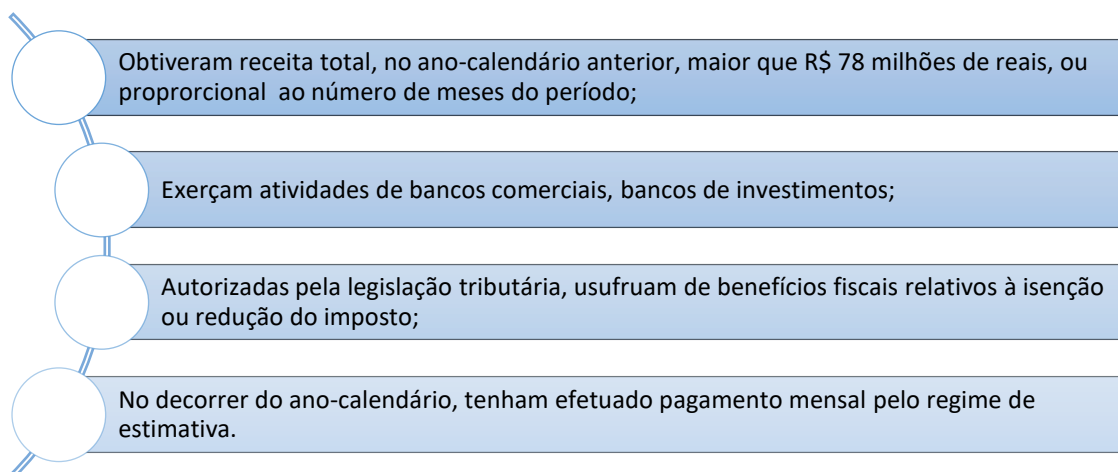 Obtiveram receita total, no ano-calendário anterior, maior que R$ 78 milhões de reais, ou
proprorcional ao número de meses do período;
Exerçam atividades de bancos comerciais, bancos de investimentos;
Autorizadas pela legislação tributária, usufruam de benefícios fiscais relativos à isenção
ou redução do imposto;
No decorrer do ano-calendário, tenham efetuado pagamento mensal pelo regime de
estimativa.